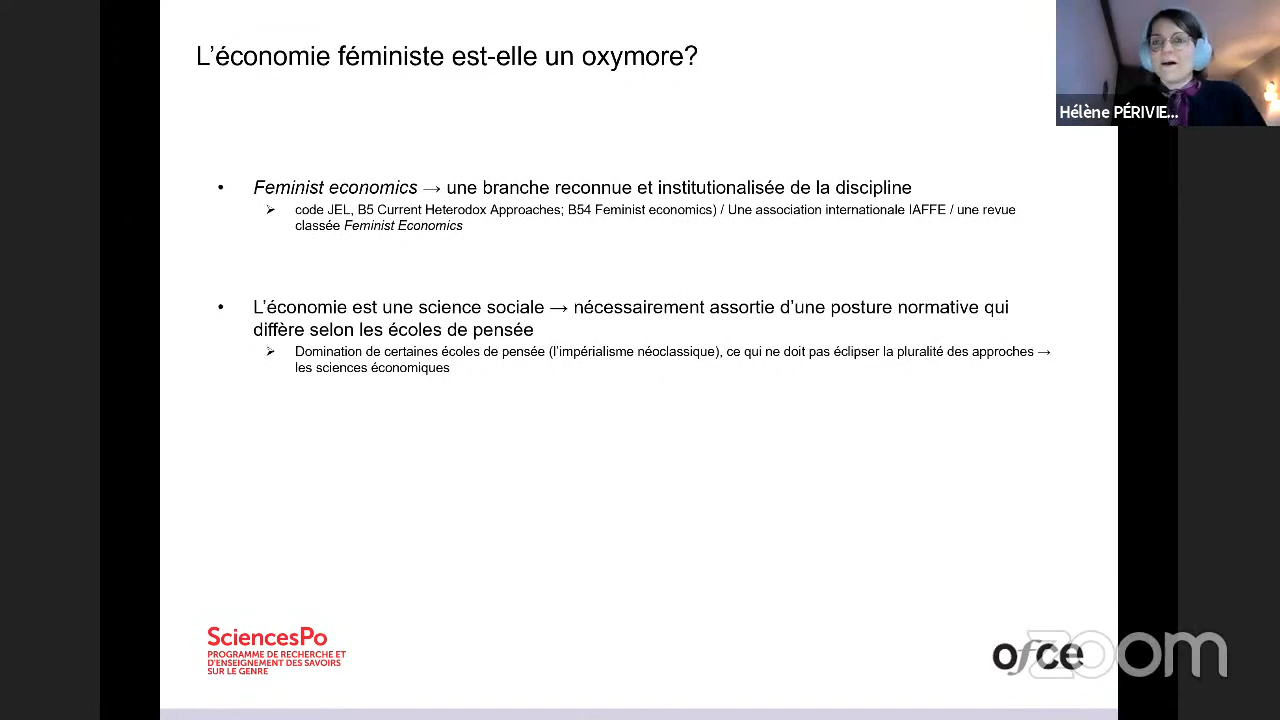 L'économie féministe est-elle un oxymore?
Hélène PÉRIVIE...
• Feminist economics → une branche reconnue et institutionalisée de la discipline
➢ code JEL, B5 Current Heterodox Approaches; B54 Feminist economics) / Une association internationale IAFFE / une revue
classée Feminist Economics
• L'économie est une science sociale → nécessairement assortie d'une posture normative qui
diffère selon les écoles de pensée
➢ Domination de certaines écoles de pensée (l'impérialisme néoclassique), ce qui ne doit pas éclipser la pluralité des approches →
les sciences économiques
SciencesPo
PROGRAMME DE RECHERCHE ET
D'ENSEIGNEMENT DES SAVOIRS
SUR LE GENRE
ofce
zoom